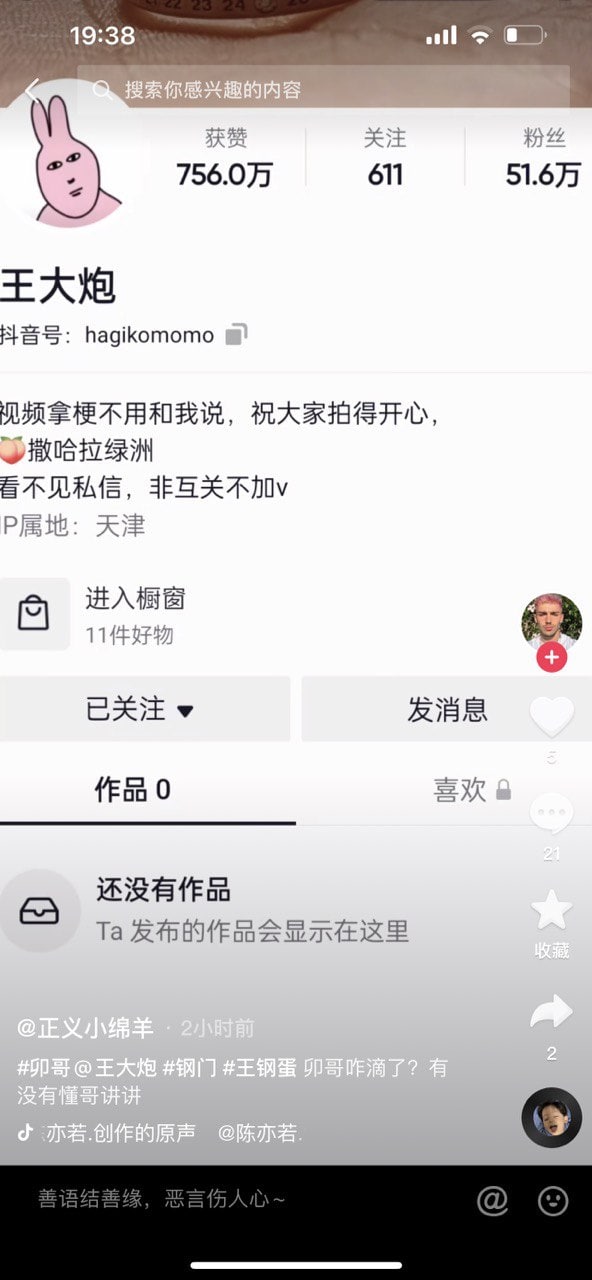 22 23 24
19:38
搜索你感兴趣的内容
获赞 关注 粉丝
756.0万 611 51.6万
王大炮
抖音号：hagikomomo
视频拿梗不用和我说，祝大家拍得开心，
🍑撒哈拉绿洲
看不见私信，非互关不加v
IP属地：天津
进入橱窗
11件好物
已关注 发消息
5
作品 0 喜欢
21
还没有作品
Ta 发布的作品会显示在这里
收藏
@正义小绵羊 · 2小时前
2
#卯哥@王大炮 #钢门 #王钢蛋 卯哥咋滴了？有
没有懂哥讲讲
亦若.创作的原声 @陈亦若.
善语结善缘，恶言伤人心~